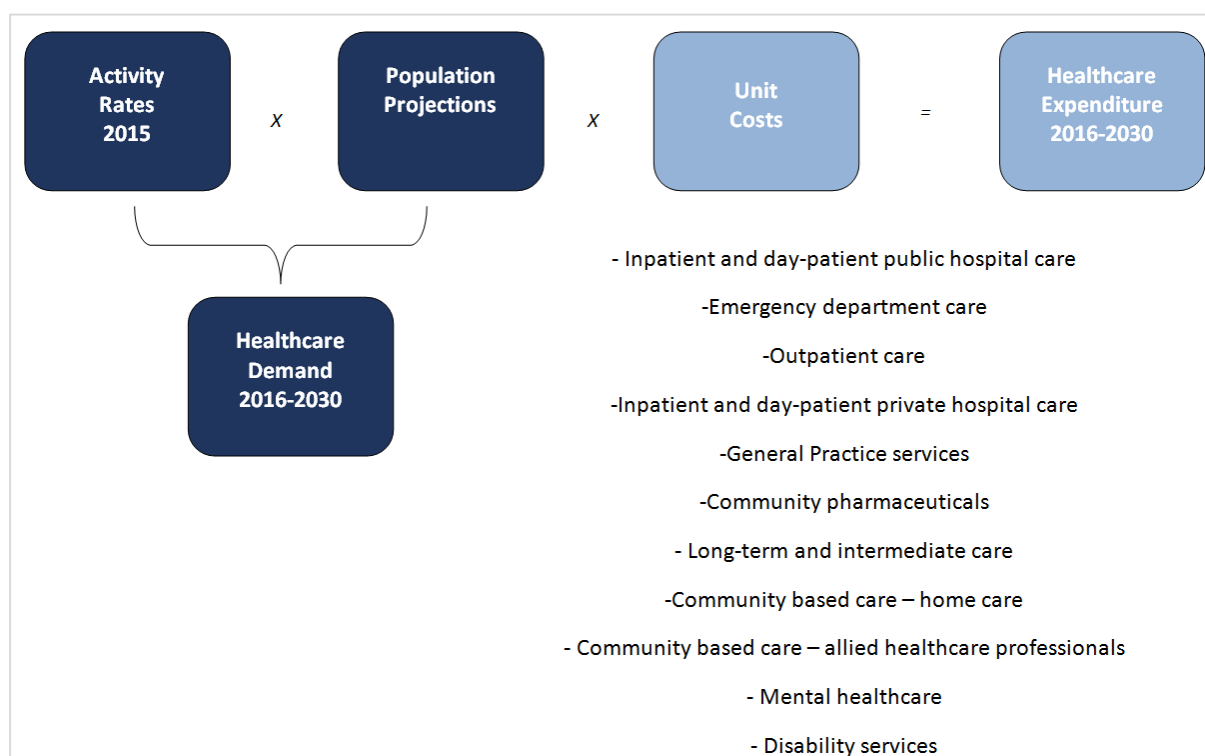 Activity
Rates
2015
X
Population
Projections
X
Unit
Costs
=
Healthcare
Expenditure
2016-2030
Healthcare
Demand
2016-2030
- Inpatient and day-patient public hospital care
-Emergency department care
-Outpatient care
-Inpatient and day-patient private hospital care
-General Practice services
-Community pharmaceuticals
- Long-term and intermediate care
-Community based care – home care
- Community based care – allied healthcare professionals
- Mental healthcare
- Disability services